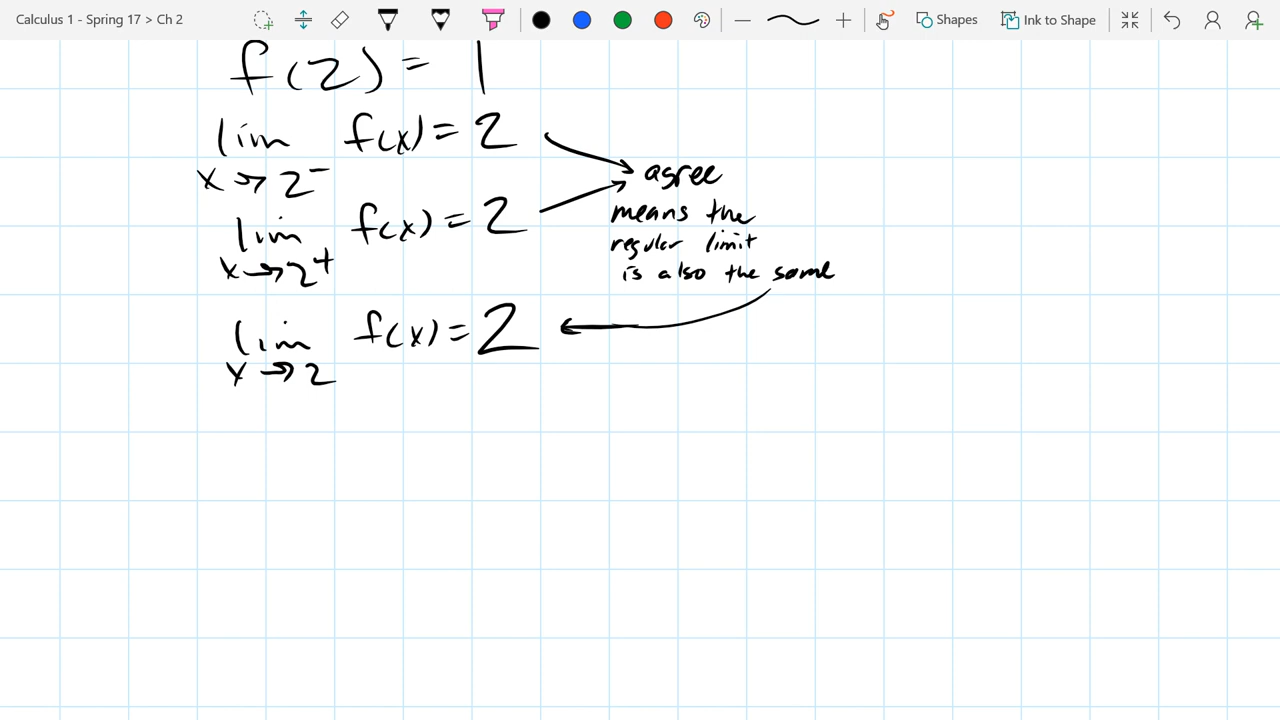 Calculus 1 - Spring 17 > Ch 2
Shapes
Ink to Shape
f(2) = 1
lim f(x) = 2
x → 2⁻
agree
means the
regular limit
is also the same
lim f(x) = 2
x → 2⁺
lim f(x) = 2
x → 2